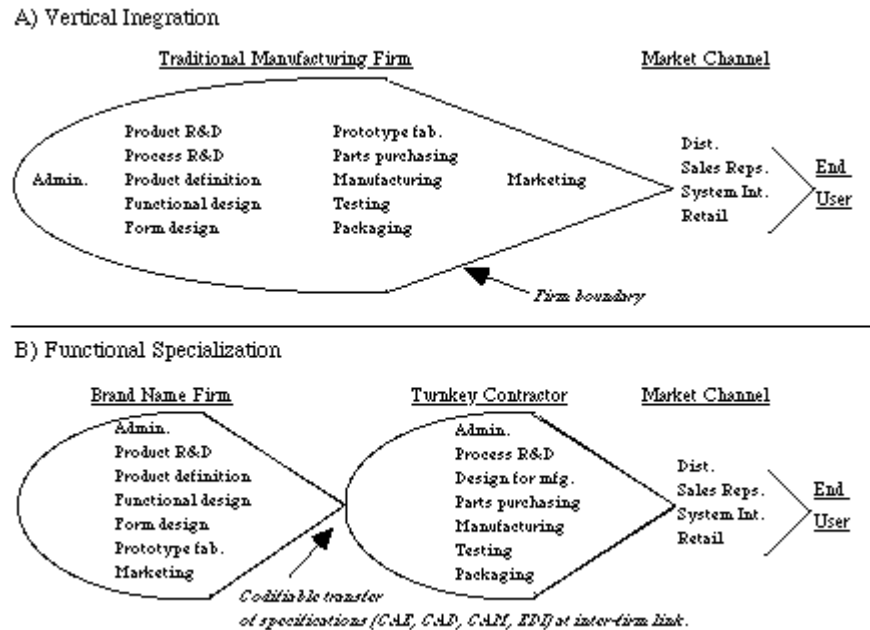 A) Vertical Inegration
Traditional Manufacturing Firm
Market Channel
Admin.
Product R&D
Process R&D
Product definition
Functional design
Form design
Prototype fab.
Parts purchasing
Manufacturing
Testing
Packaging
Marketing
Dist.
Sales Reps.
System Int.
Retail
End
User
Firm boundary
B) Functional Specialization
Brand Name Firm
Turnkey Contractor
Market Channel
Admin.
Product R&D
Product definition
Functional design
Form design
Prototype fab.
Marketing
Admin.
Process R&D
Design for mfg.
Parts purchasing
Manufacturing
Testing
Packaging
Dist.
Sales Reps.
System Int.
Retail
End
User
Codifiable transfer
of specifications (CAE, CAD, CAM, EDI) at inter-firm link.